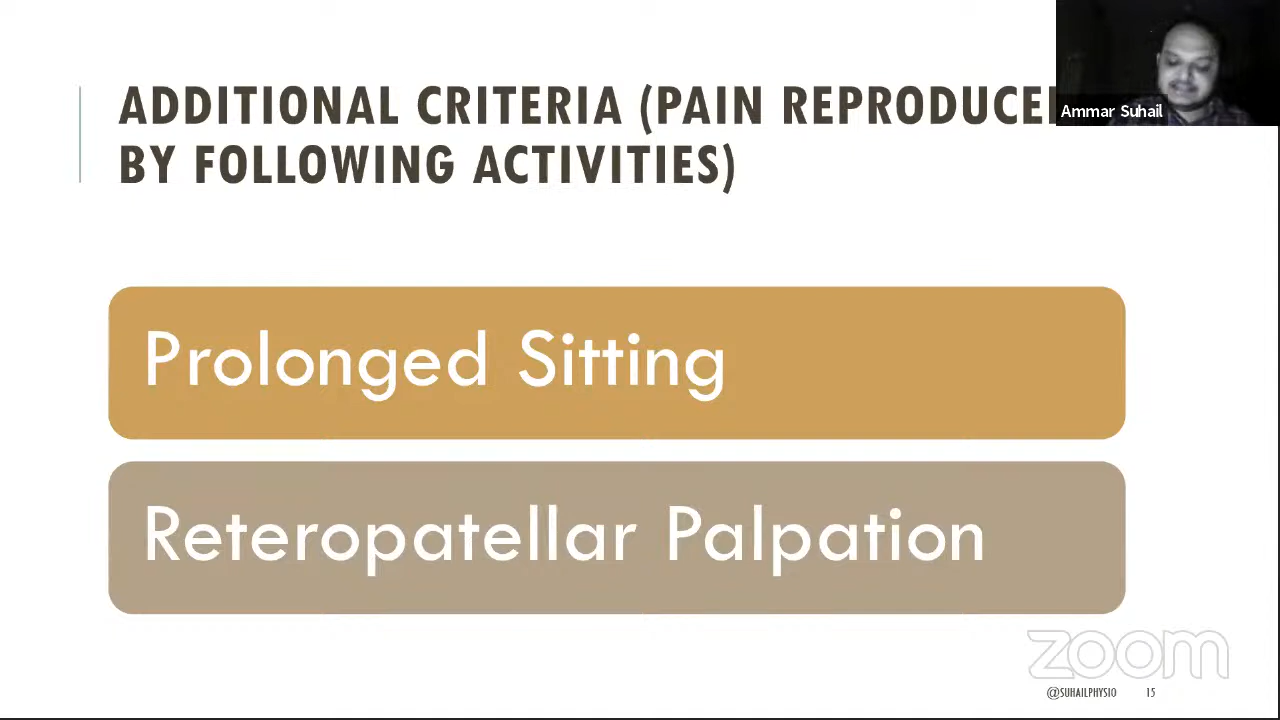 ADDITIONAL CRITERIA (PAIN REPRODUCE
BY FOLLOWING ACTIVITIES)
Ammar Suhail
Prolonged Sitting
Reteropatellar Palpation
zoom
@SUHAILPHYSIO 15